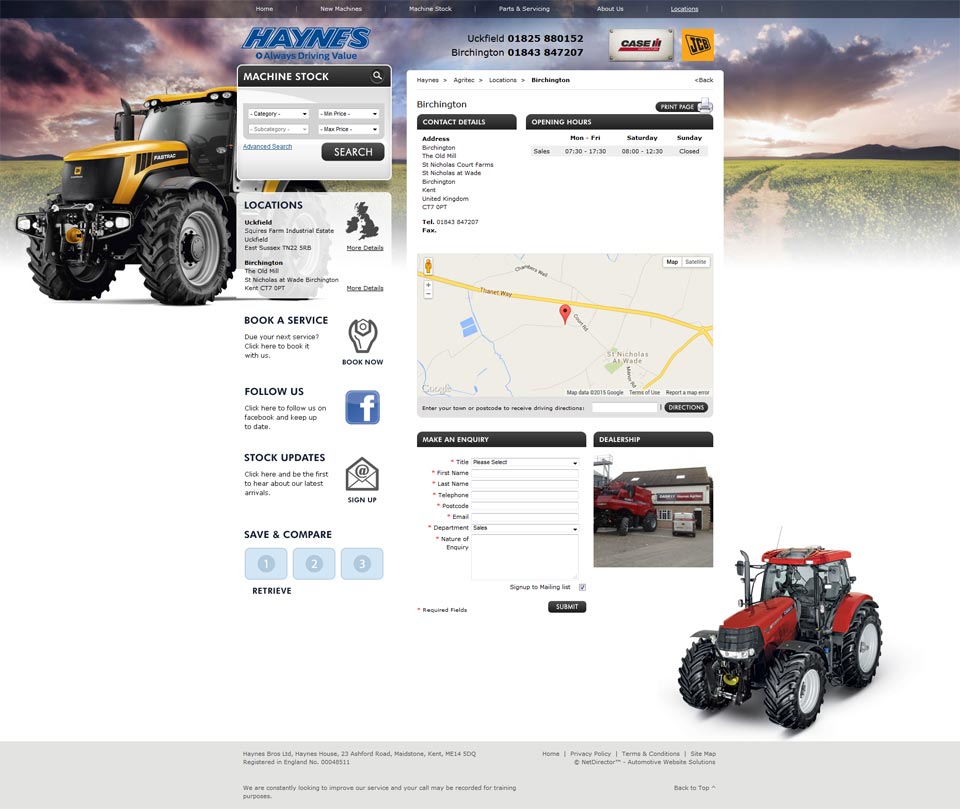 Home | New Machines | Machine Stock | Parts & Servicing | About Us | Locations
HAYNES
Always Driving Value
Uckfield 01825 880152
Birchington 01843 847207
CASE IH
AGRICULTURE
JCB
MACHINE STOCK
- Category -
- Min Price -
- Subcategory -
- Max Price -
Advanced Search
SEARCH
FASTRAC
LOCATIONS
Uckfield
Squires Farm Industrial Estate
Uckfield
East Sussex TN22 5RB
More Details
Birchington
The Old Mill
St Nicholas at Wade Birchington
Kent CT7 0PT
More Details
BOOK A SERVICE
Due your next service?
Click here to book it
with us.
BOOK NOW
FOLLOW US
Click here to follow us on
facebook and keep up
to date.
f
STOCK UPDATES
Click here and be the first
to hear about our latest
arrivals.
@
SIGN UP
SAVE & COMPARE
1 2 3
RETRIEVE
Haynes > Agritec > Locations > Birchington
<Back
Birchington
PRINT PAGE
CONTACT DETAILS
Address
Birchington
The Old Mill
St Nicholas Court Farms
St Nicholas at Wade
Birchington
Kent
United Kingdom
CT7 0PT
Tel. 01843 847207
Fax.
OPENING HOURS
Mon - Fri Saturday Sunday
Sales 07:30 - 17:30 08:00 - 12:30 Closed
Map Satellite
+
−
Chambers Wall
Thanet Way
Court Rd
St Nicholas
At Wade
Manor Rd
Google
Map data ©2015 Google Terms of Use Report a map error
Enter your town or postcode to receive driving directions: | DIRECTIONS
MAKE AN ENQUIRY
* Title Please Select
* First Name
* Last Name
* Telephone
* Postcode
* Email
* Department Sales
* Nature of
Enquiry
Signup to Mailing list
* Required Fields
SUBMIT
DEALERSHIP
Haynes Bros Ltd, Haynes House, 23 Ashford Road, Maidstone, Kent, ME14 5DQ
Registered in England No. 00048511
Home | Privacy Policy | Terms & Conditions | Site Map
© NetDirector™ - Automotive Website Solutions
We are constantly looking to improve our service and your call may be recorded for training
purposes.
Back to Top ^